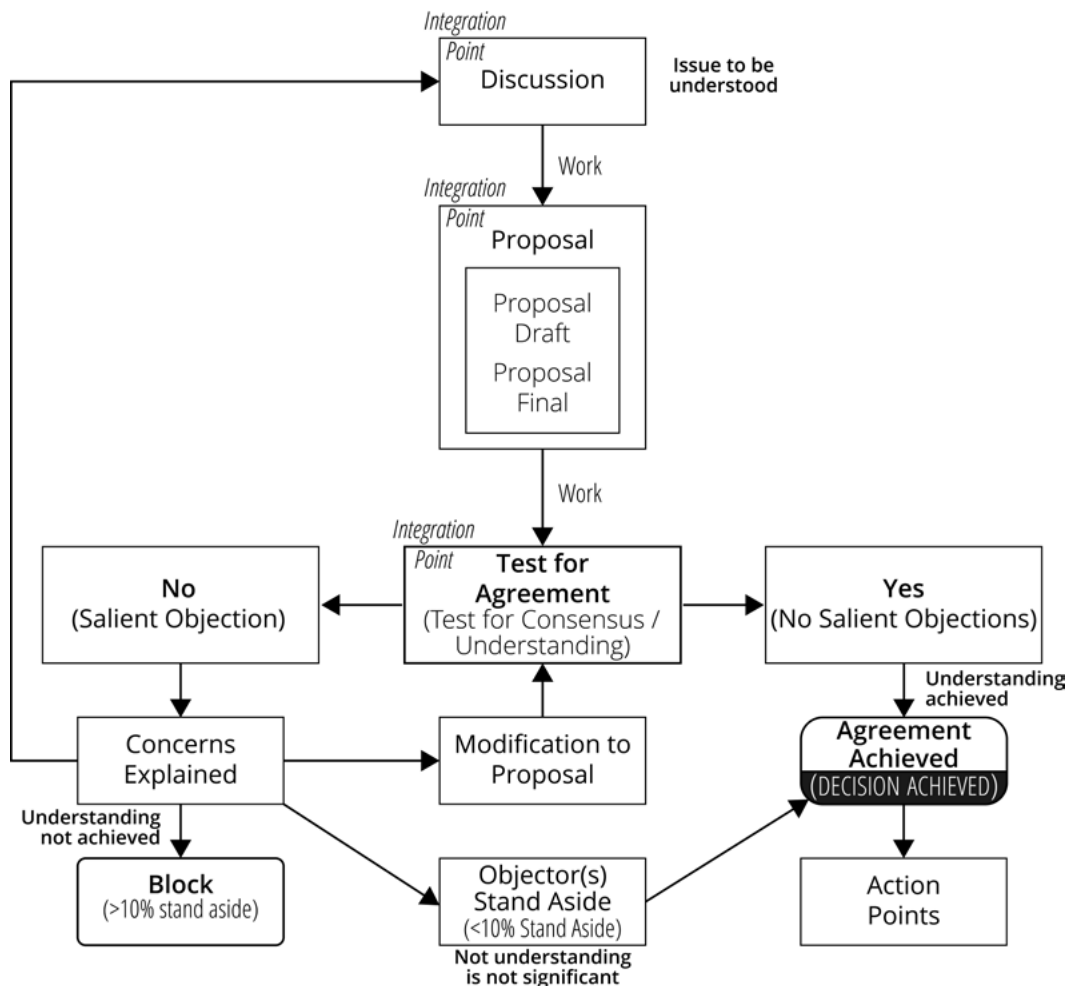 Integration
Point
Discussion
Issue to be
understood
Work
Integration
Point
Proposal
Proposal
Draft
Proposal
Final
Work
Integration
Point
Test for
Agreement
(Test for Consensus /
Understanding)
No
(Salient Objection)
Yes
(No Salient Objections)
Understanding
achieved
Concerns
Explained
Modification to
Proposal
Agreement
Achieved
(DECISION ACHIEVED)
Understanding
not achieved
Block
(>10% stand aside)
Objector(s)
Stand Aside
(<10% Stand Aside)
Not understanding
is not significant
Action
Points